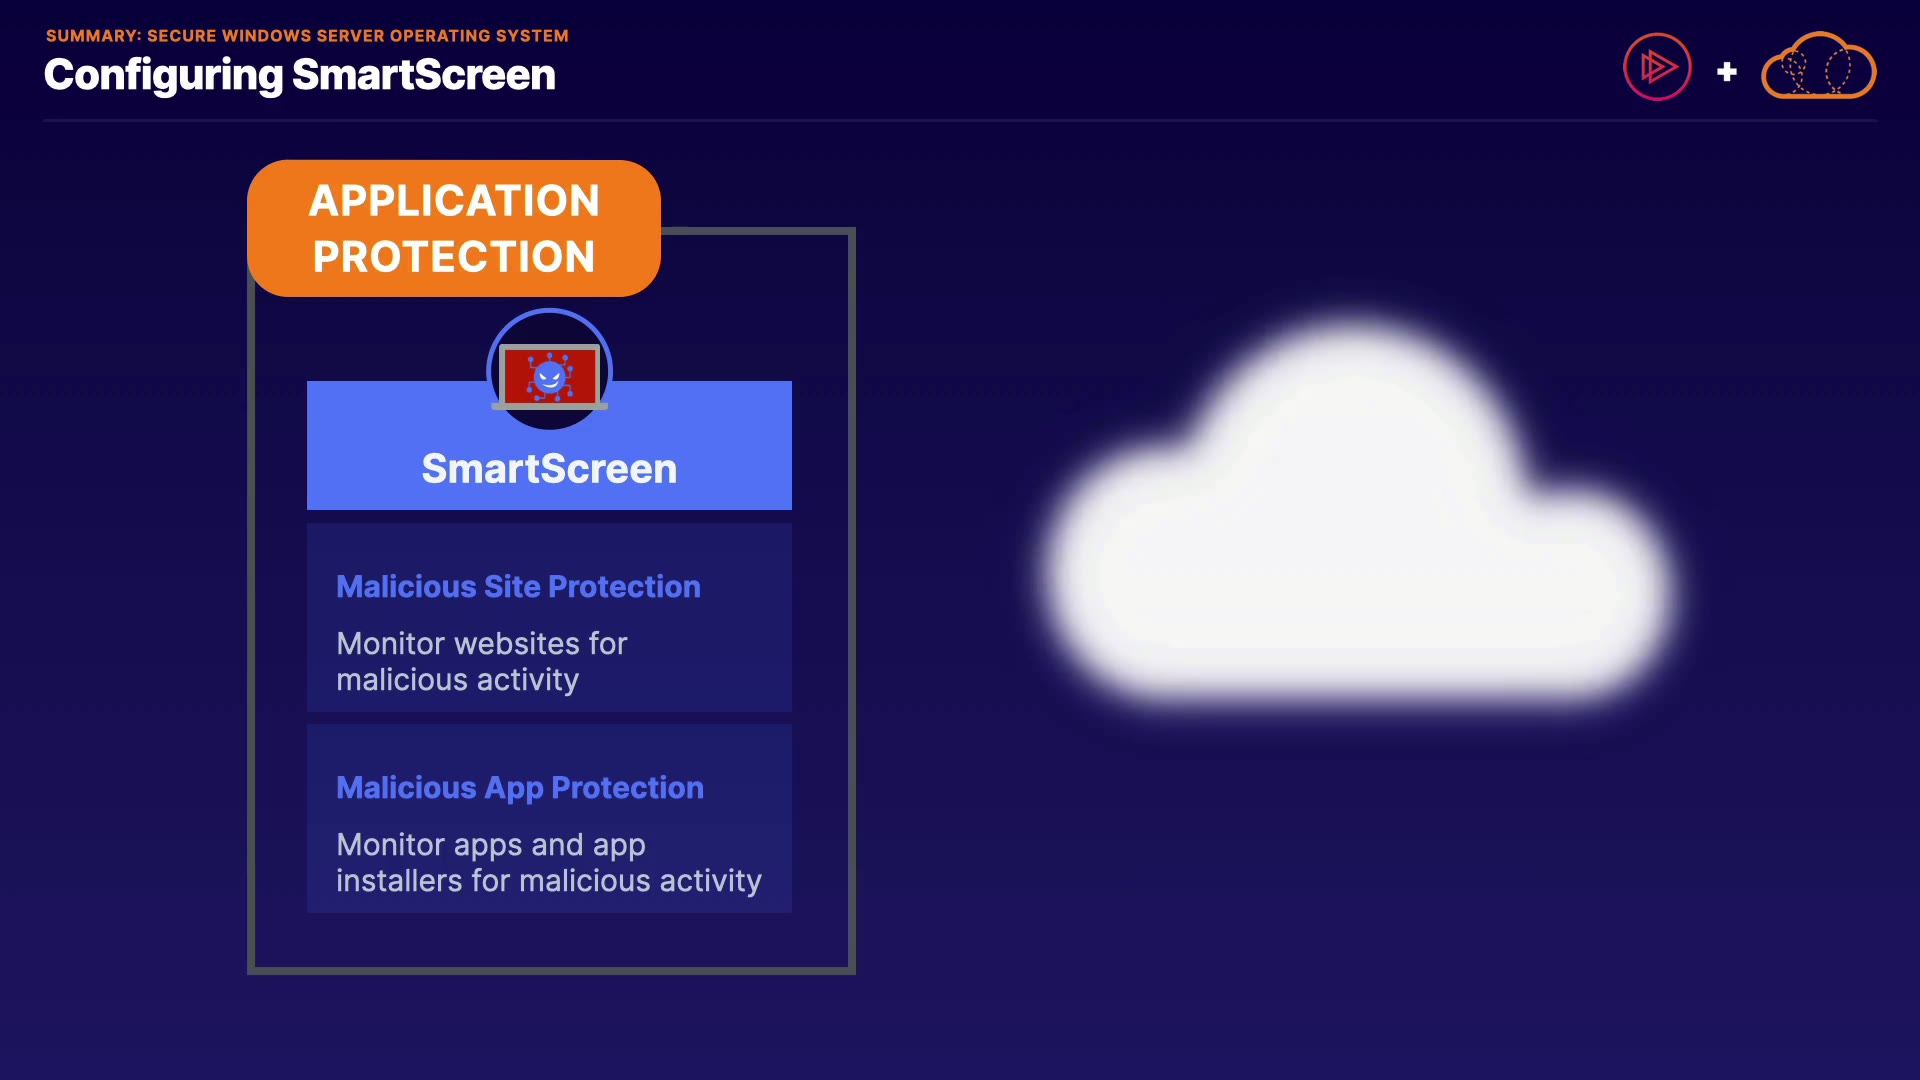 SUMMARY: SECURE WINDOWS SERVER OPERATING SYSTEM
Configuring SmartScreen
+
APPLICATION
PROTECTION
SmartScreen
Malicious Site Protection
Monitor websites for
malicious activity
Malicious App Protection
Monitor apps and app
installers for malicious activity